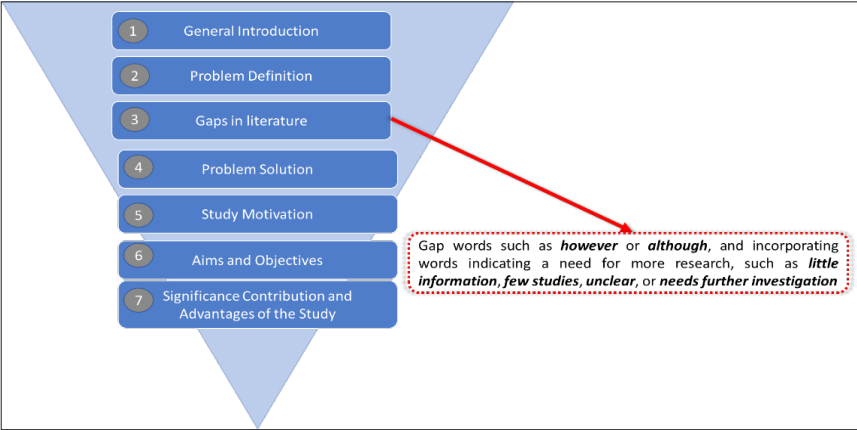 1 General Introduction
2 Problem Definition
3 Gaps in literature
4 Problem Solution
5 Study Motivation
6 Aims and Objectives
7 Significance Contribution and
Advantages of the Study
Gap words such as however or although, and incorporating
words indicating a need for more research, such as little
information, few studies, unclear, or needs further investigation